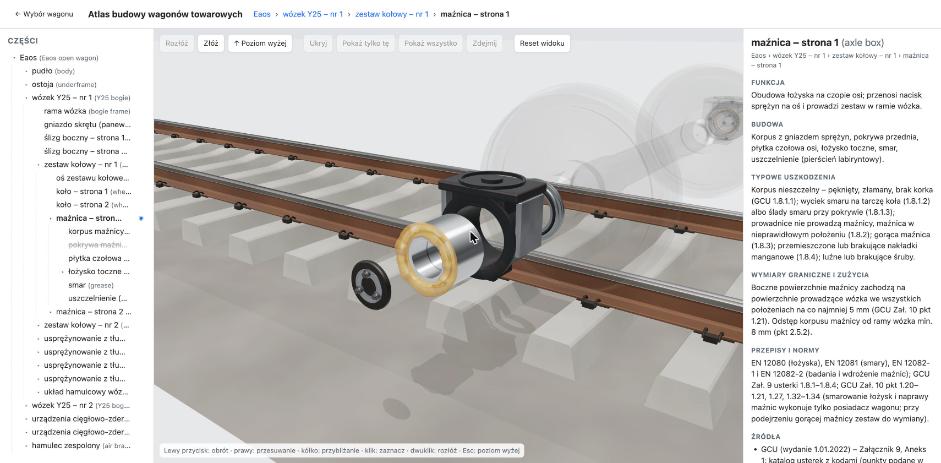 ← Wybór wagonu
Atlas budowy wagonów towarowych
Eaos › wózek Y25 – nr 1 › zestaw kołowy – nr 1 › maźnica – strona 1
CZĘŚCI
Eaos (Eaos open wagon)
pudło (body)
ostoja (underframe)
wózek Y25 – nr 1 (Y25 bogie)
rama wózka (bogie frame)
gniazdo skrętu (panew...
ślizg boczny – strona 1...
ślizg boczny – strona ...
zestaw kołowy – nr 1 (...
oś zestawu kołowe...
koło – strona 1 (whe...
koło – strona 2 (wh...
maźnica – stron...
korpus maźnicy...
pokrywa maźni...
płytka czołowa ...
łożysko toczne ...
smar (grease)
uszczelnienie (...
maźnica – strona 2 ...
zestaw kołowy – nr 2 (...
usprężynowanie z tłu...
usprężynowanie z tłu...
usprężynowanie z tłu...
usprężynowanie z tłu...
układ hamulcowy wóz...
wózek Y25 – nr 2 (Y25 bog...
urządzenia cięgłowo-zder...
urządzenia cięgłowo-zder...
hamulec zespolony (air bra...
Rozłóż
Złóż
↑ Poziom wyżej
Ukryj
Pokaż tylko tę
Pokaż wszystko
Zdejmij
Reset widoku
Lewy przycisk: obrót · prawy: przesuwanie · kółko: przybliżanie · klik: zaznacz · dwuklik: rozłóż · Esc: poziom wyżej
maźnica – strona 1 (axle box)
Eaos › wózek Y25 – nr 1 › zestaw kołowy – nr 1 › maźnica
– strona 1
FUNKCJA
Obudowa łożyska na czopie osi; przenosi nacisk
sprężyn na oś i prowadzi zestaw w ramie wózka.
BUDOWA
Korpus z gniazdem sprężyn, pokrywa przednia,
płytka czołowa osi, łożysko toczne, smar,
uszczelnienie (pierścień labiryntowy).
TYPOWE USZKODZENIA
Korpus nieszczelny – pęknięty, złamany, brak korka
(GCU 1.8.1.1); wyciek smaru na tarczę koła (1.8.1.2)
albo ślady smaru przy pokrywie (1.8.1.3);
prowadnice nie prowadzą maźnicy, maźnica w
nieprawidłowym położeniu (1.8.2); gorąca maźnica
(1.8.3); przemieszczone lub brakujące nakładki
manganowe (1.8.4); luźne lub brakujące śruby.
WYMIARY GRANICZNE I ZUŻYCIA
Boczne powierzchnie maźnicy zachodzą na
powierzchnie prowadzące wózka we wszystkich
położeniach na co najmniej 5 mm (GCU Zał. 10 pkt
1.21). Odstęp korpusu maźnicy od ramy wózka min.
8 mm (pkt 2.5.2).
PRZEPISY I NORMY
EN 12080 (łożyska), EN 12081 (smary), EN 12082-
1 i EN 12082-2 (badania i wdrożenie maźnic); GCU
Zał. 9 usterki 1.8.1–1.8.4; GCU Zał. 10 pkt 1.20–
1.21, 1.27, 1.32–1.34 (smarowanie łożysk i naprawy
maźnic wykonuje tylko posiadacz wagonu; przy
podejrzeniu gorącej maźnicy zestaw do wymiany).
ŹRÓDŁA
• GCU (wydanie 1.01.2022) – Załącznik 9, Aneks
1: katalog usterek z kodami (punkty podane w